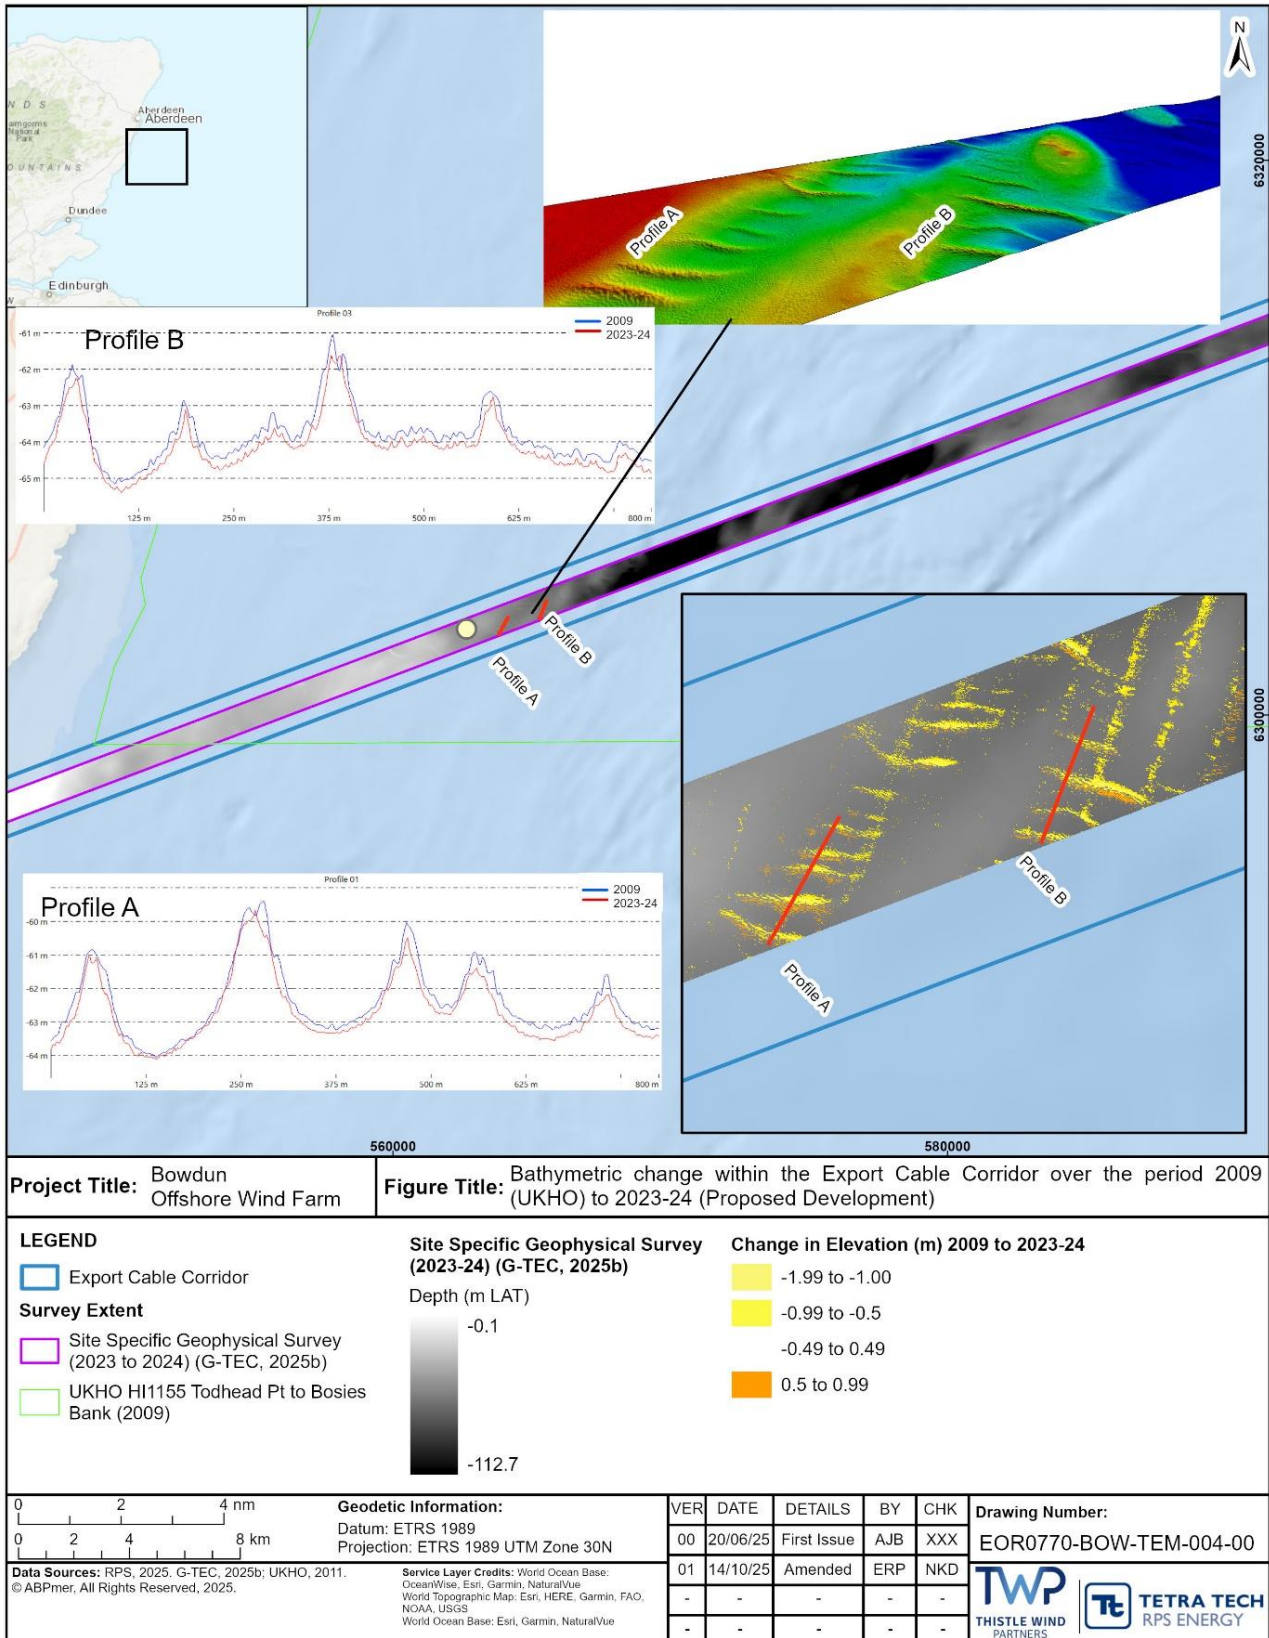 N D S
airngorms
National
Park
OUNTAINS
Aberdeen
Aberdeen
Dundee
Edinburgh
W
N
Profile A
Profile B
6320000
Profile 03
Profile B
2009
2023-24
-61 m
-62 m
-63 m
-64 m
-65 m
125 m 250 m 375 m 500 m 625 m 800 m
Profile B
Profile A
6300000
Profile B
Profile A
Profile 01
Profile A
2009
2023-24
-60 m
-61 m
-62 m
-63 m
-64 m
125 m 250 m 375 m 500 m 625 m 800 m
560000 580000
Project Title: Bowdun
Offshore Wind Farm
Figure Title: Bathymetric change within the Export Cable Corridor over the period 2009
(UKHO) to 2023-24 (Proposed Development)
LEGEND
Export Cable Corridor
Survey Extent
Site Specific Geophysical Survey
(2023 to 2024) (G-TEC, 2025b)
UKHO HI1155 Todhead Pt to Bosies
Bank (2009)
Site Specific Geophysical Survey
(2023-24) (G-TEC, 2025b)
Depth (m LAT)
-0.1
-112.7
Change in Elevation (m) 2009 to 2023-24
-1.99 to -1.00
-0.99 to -0.5
-0.49 to 0.49
0.5 to 0.99
0 2 4 nm
0 2 4 8 km
Geodetic Information:
Datum: ETRS 1989
Projection: ETRS 1989 UTM Zone 30N
Data Sources: RPS, 2025. G-TEC, 2025b; UKHO, 2011.
© ABPmer, All Rights Reserved, 2025.
Service Layer Credits: World Ocean Base:
OceanWise, Esri, Garmin, NaturalVue
World Topographic Map: Esri, HERE, Garmin, FAO,
NOAA, USGS
World Ocean Base: Esri, Garmin, NaturalVue
VER DATE DETAILS BY CHK
00 20/06/25 First Issue AJB XXX
01 14/10/25 Amended ERP NKD
- - - - -
- - - - -
Drawing Number:
EOR0770-BOW-TEM-004-00
TWP
THISTLE WIND
PARTNERS
Tt
TETRA TECH
RPS ENERGY